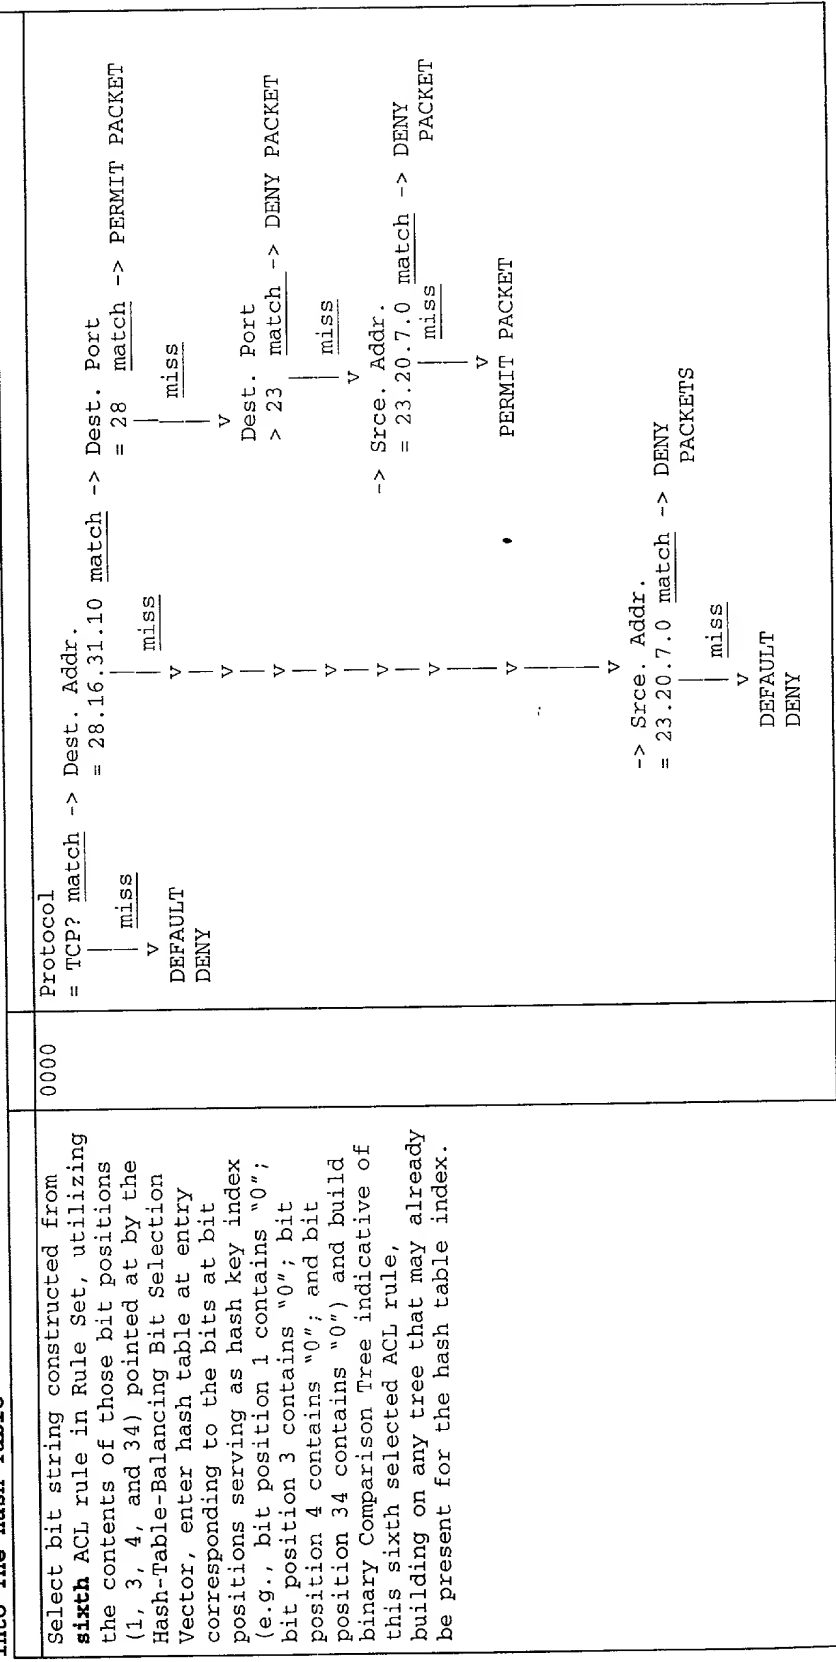 into the Hash Table
Select bit string constructed from
sixth ACL rule in Rule Set, utilizing
the contents of those bit positions
(1, 3, 4, and 34) pointed at by the
Hash-Table-Balancing Bit Selection
Vector, enter hash table at entry
corresponding to the bits at bit
positions serving as hash key index
(e.g., bit position 1 contains "0";
bit position 3 contains "0"; bit
position 4 contains "0"; and bit
position 34 contains "0") and build
binary Comparison Tree indicative of
this sixth selected ACL rule,
building on any tree that may already
be present for the hash table index.
0000
Protocol
= TCP? match -> Dest. Addr.
= 28.16.31.10 match -> Dest. Port
= 28 match -> PERMIT PACKET
miss
v
DEFAULT
DENY
miss
v
v
v
v
v
v
v
v
miss
v
Dest. Port
> 23 match -> DENY PACKET
miss
v
-> Srce. Addr.
= 23.20.7.0 match -> DENY
PACKET
miss
v
PERMIT PACKET
-> Srce. Addr.
= 23.20.7.0 match -> DENY
PACKETS
miss
v
DEFAULT
DENY